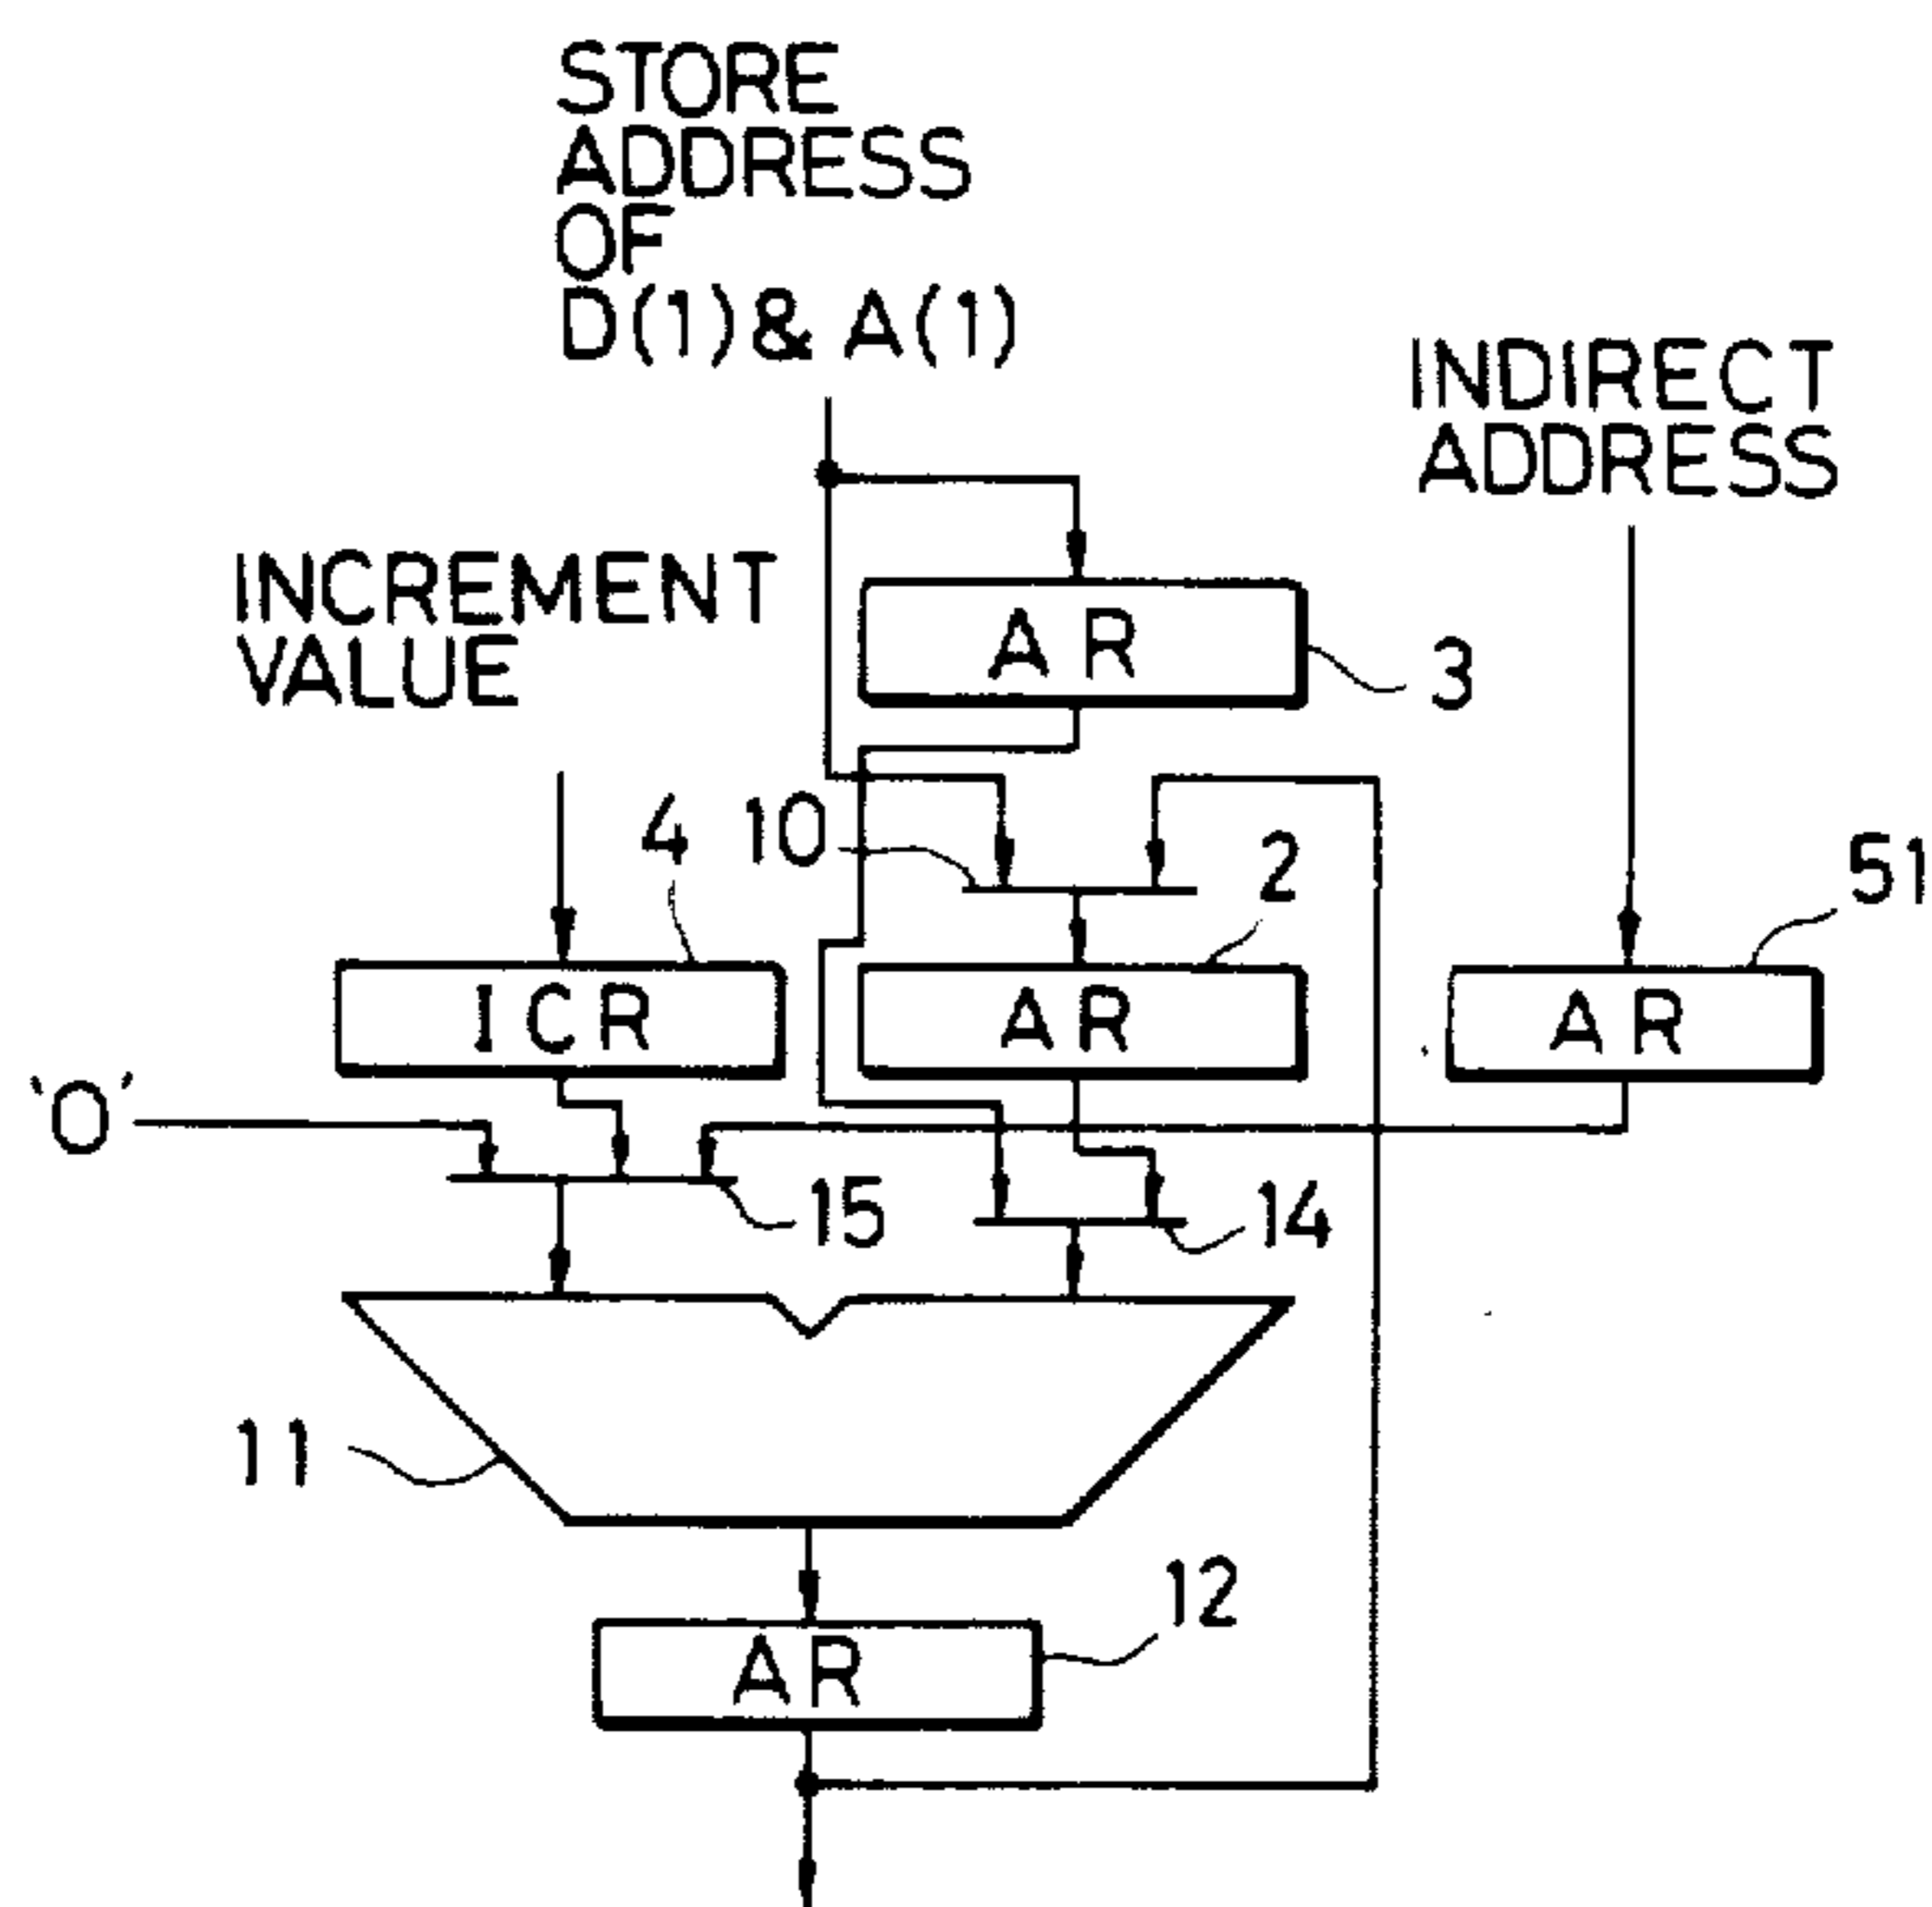 STORE
ADDRESS
OF
D(1)& A(1)
INDIRECT
ADDRESS
INCREMENT
VALUE
AR
3
4
10
2
51
ICR
AR
AR
'0'
15
14
11
12
AR